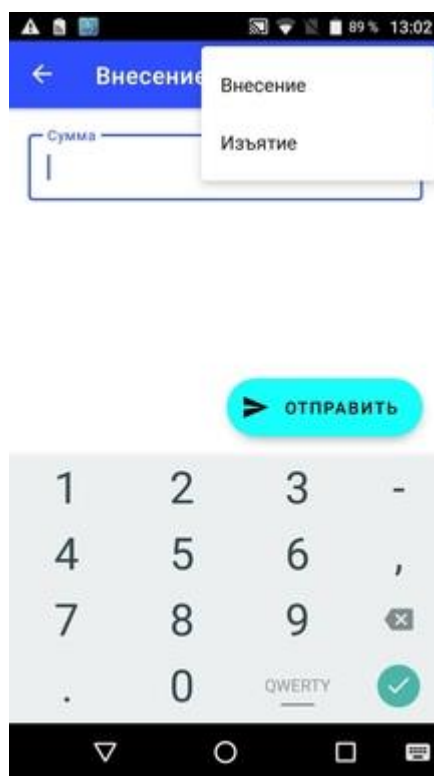 89 % 13:02
Внесение
Внесение
Изъятие
Сумма
ОТПРАВИТЬ
1 2 3 -
4 5 6 ,
7 8 9
. 0 QWERTY